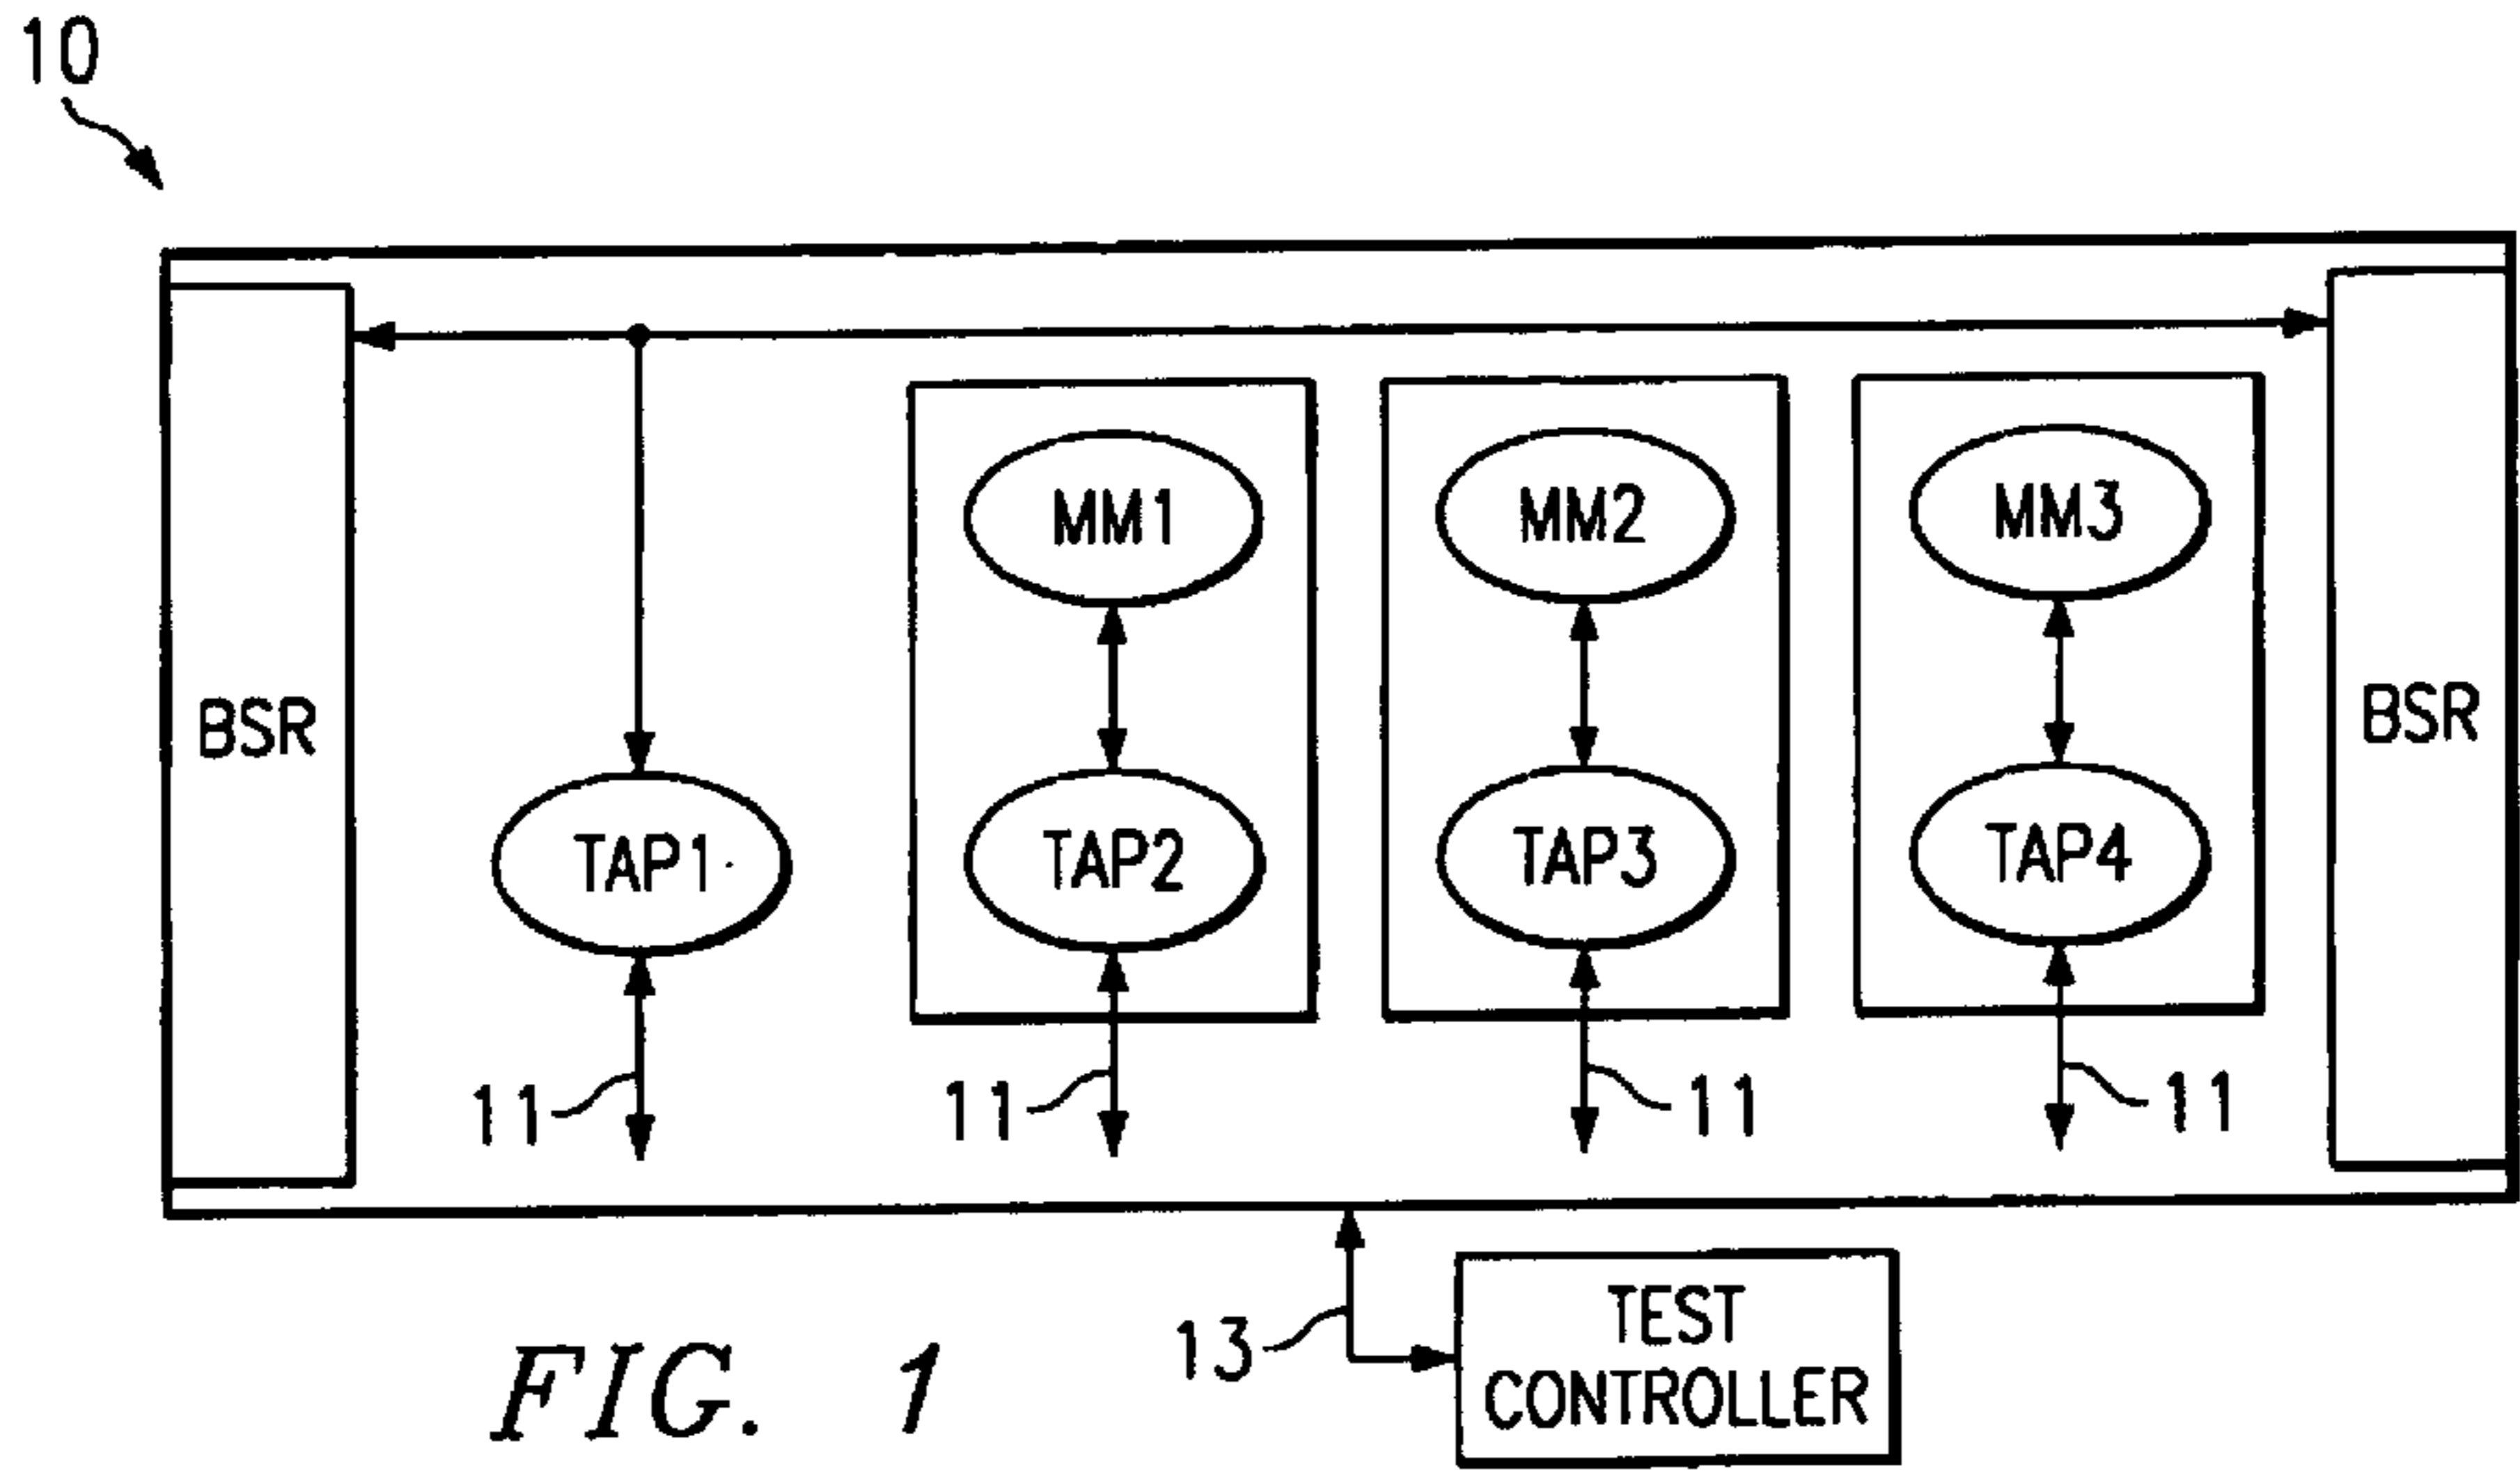 10
MM1
MM2
MM3
BSR
BSR
TAP1
TAP2
TAP3
TAP4
11
11
11
11
13
TEST
CONTROLLER
FIG. 1